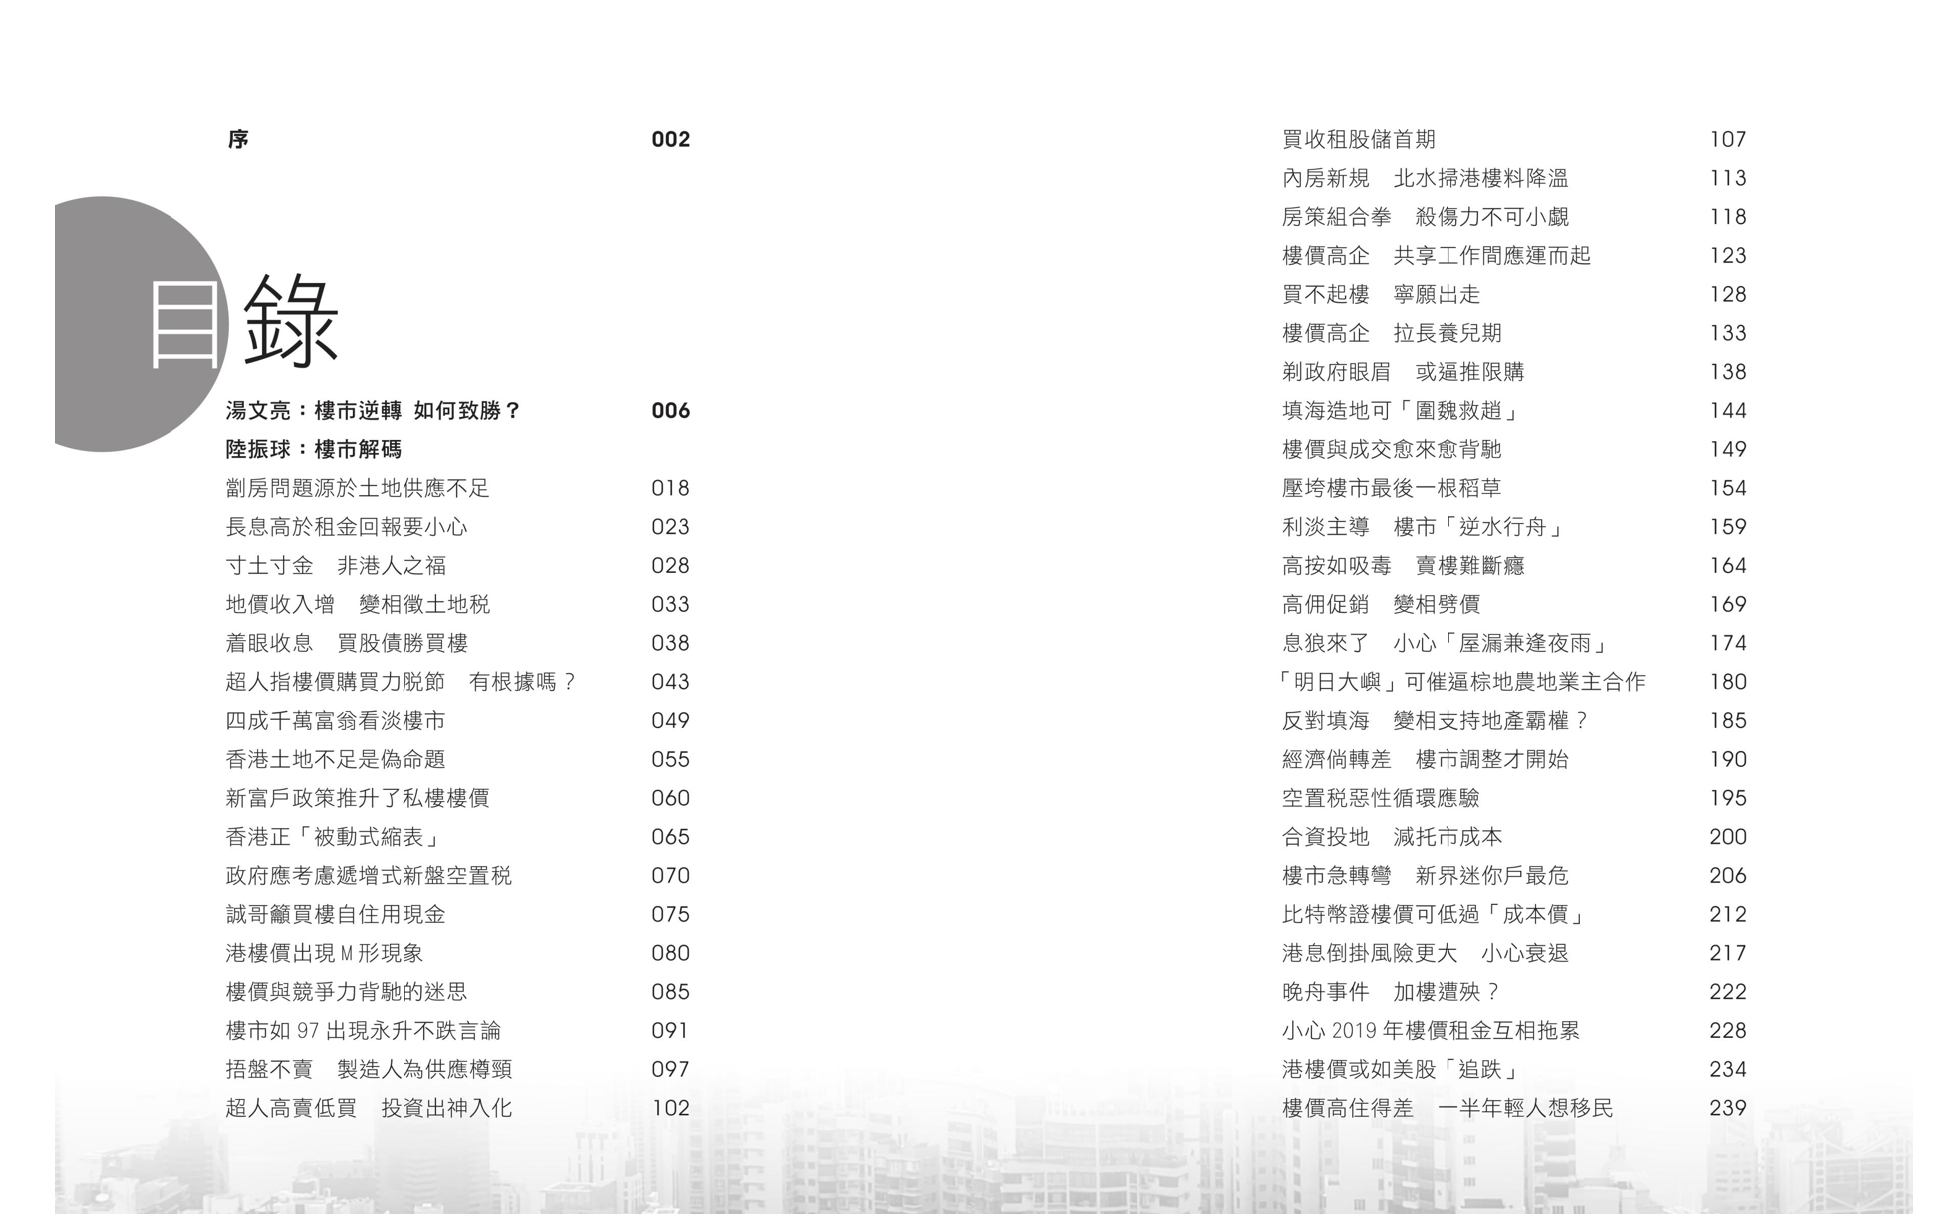 序 002
目錄
湯文亮：樓市逆轉 如何致勝？ 006
陸振球：樓市解碼
劏房問題源於土地供應不足 018
長息高於租金回報要小心 023
寸土寸金　非港人之福 028
地價收入增　變相徵土地稅 033
着眼收息　買股債勝買樓 038
超人指樓價購買力脱節　有根據嗎？ 043
四成千萬富翁看淡樓市 049
香港土地不足是偽命題 055
新富戶政策推升了私樓樓價 060
香港正「被動式縮表」 065
政府應考慮遞增式新盤空置税 070
誠哥籲買樓自住用現金 075
港樓價出現 M 形現象 080
樓價與競爭力背馳的迷思 085
樓市如 97 出現永升不跌言論 091
捂盤不賣　製造人為供應樽頸 097
超人高賣低買　投資出神入化 102
買收租股儲首期 107
內房新規　北水掃港樓料降溫 113
房策組合拳　殺傷力不可小覷 118
樓價高企　共享工作間應運而起 123
買不起樓　寧願出走 128
樓價高企　拉長養兒期 133
剃政府眼眉　或逼推限購 138
填海造地可「圍魏救趙」 144
樓價與成交愈來愈背馳 149
壓垮樓市最後一根稻草 154
利淡主導　樓市「逆水行舟」 159
高按如吸毒　賣樓難斷癮 164
高佣促銷　變相劈價 169
息狼來了　小心「屋漏兼逢夜雨」 174
「明日大嶼」可催逼棕地農地業主合作 180
反對填海　變相支持地產霸權？ 185
經濟倘轉差　樓市調整才開始 190
空置税惡性循環應驗 195
合資投地　減托市成本 200
樓市急轉彎　新界迷你戶最危 206
比特幣證樓價可低過「成本價」 212
港息倒掛風險更大　小心衰退 217
晚舟事件　加樓遭殃？ 222
小心 2019 年樓價租金互相拖累 228
港樓價或如美股「追跌」 234
樓價高住得差　一半年輕人想移民 239